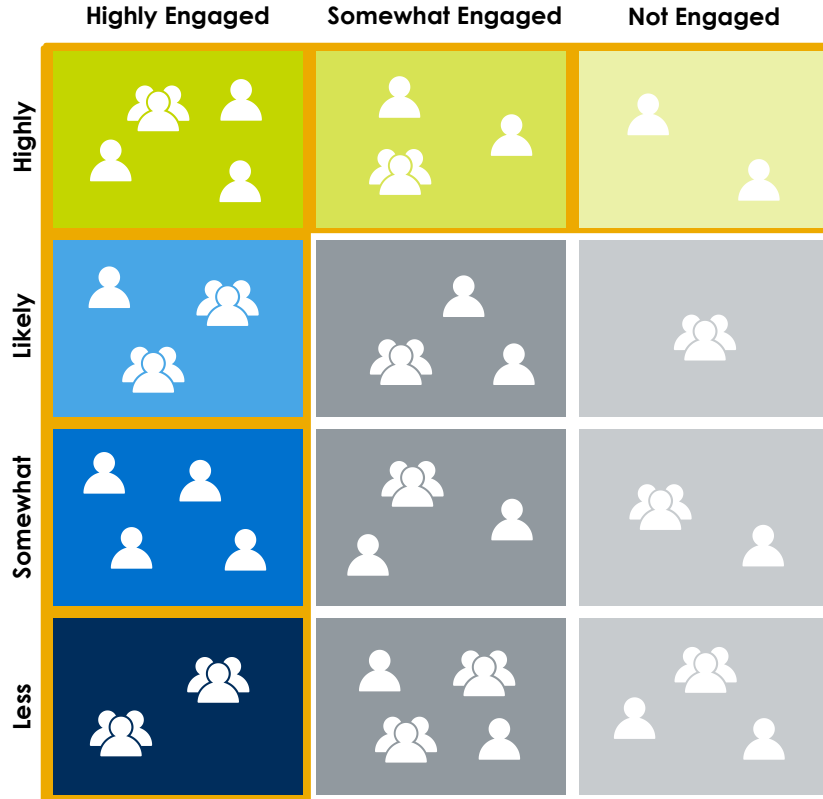 Highly Engaged
Somewhat Engaged
Not Engaged
Highly
Likely
Somewhat
Less